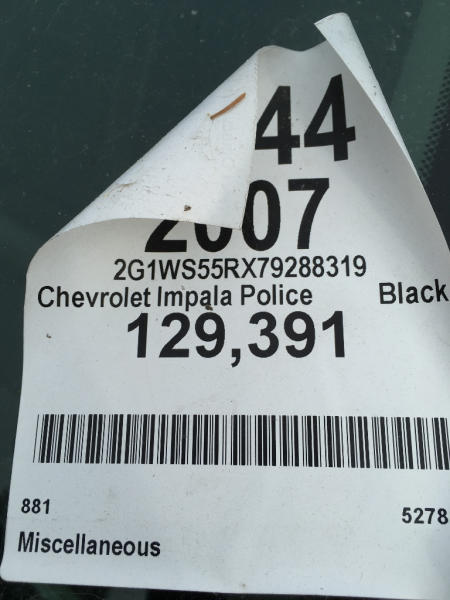 44
2007
2G1WS55RX79288319
Chevrolet Impala Police Black
129,391
881 5278
Miscellaneous